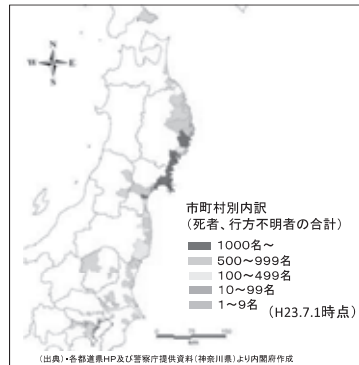 N
W E
S
市町村別内訳
(死者、行方不明者の合計)
1000名～
500～999名
100～499名
10～99名
1～9名
(H23.7.1時点)
(出典)・各都道県HP及び警察庁提供資料(神奈川県)より内閣府作成